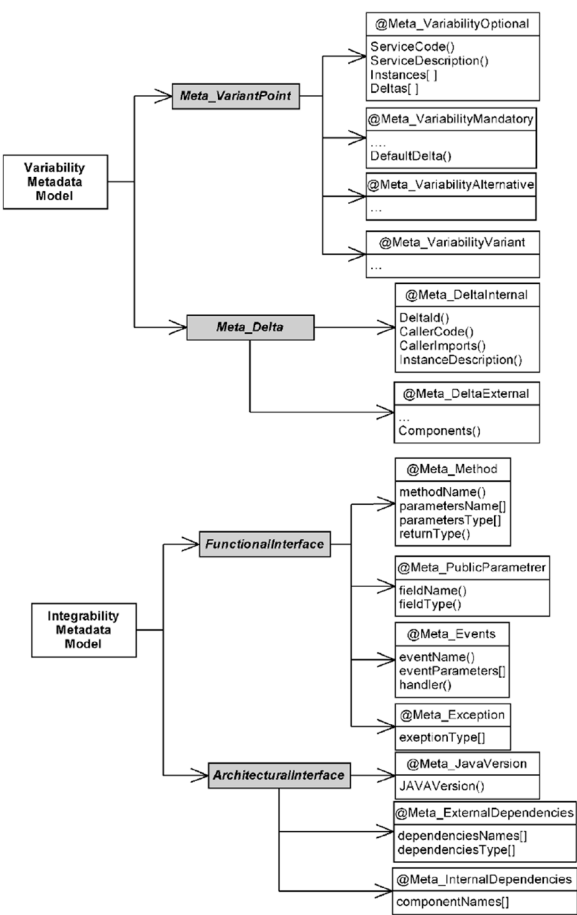 @Meta_VariabilityOptional
ServiceCode()
ServiceDescription()
Instances[ ]
Deltas[ ]
Meta_VariantPoint
@Meta_VariabilityMandatory
....
DefaultDelta()
Variability
Metadata
Model
@Meta_VariabilityAlternative
...
@Meta_VariabilityVariant
...
@Meta_DeltaInternal
DeltaId()
CallerCode()
CallerImports()
InstanceDescription()
Meta_Delta
@Meta_DeltaExternal
...
Components()
@Meta_Method
methodName()
parametersName[]
parametersType[]
returnType()
FunctionalInterface
@Meta_PublicParametrer
fieldName()
fieldType()
Integrability
Metadata
Model
@Meta_Events
eventName()
eventParameters[]
handler()
@Meta_Exception
exeptionType[]
ArchitecturalInterface
@Meta_JavaVersion
JAVAVersion()
@Meta_ExternalDependencies
dependenciesNames[]
dependenciesType[]
@Meta_InternalDependencies
componentNames[]